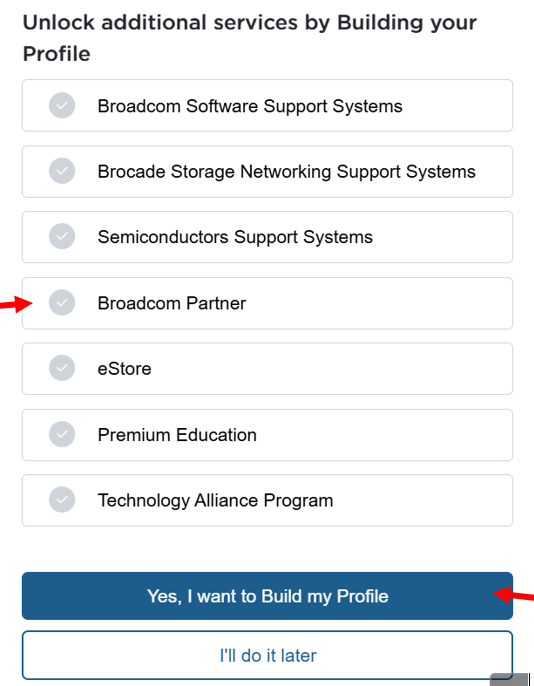 Unlock additional services by Building your
Profile
Broadcom Software Support Systems
Brocade Storage Networking Support Systems
Semiconductors Support Systems
Broadcom Partner
eStore
Premium Education
Technology Alliance Program
Yes, I want to Build my Profile
I'll do it later